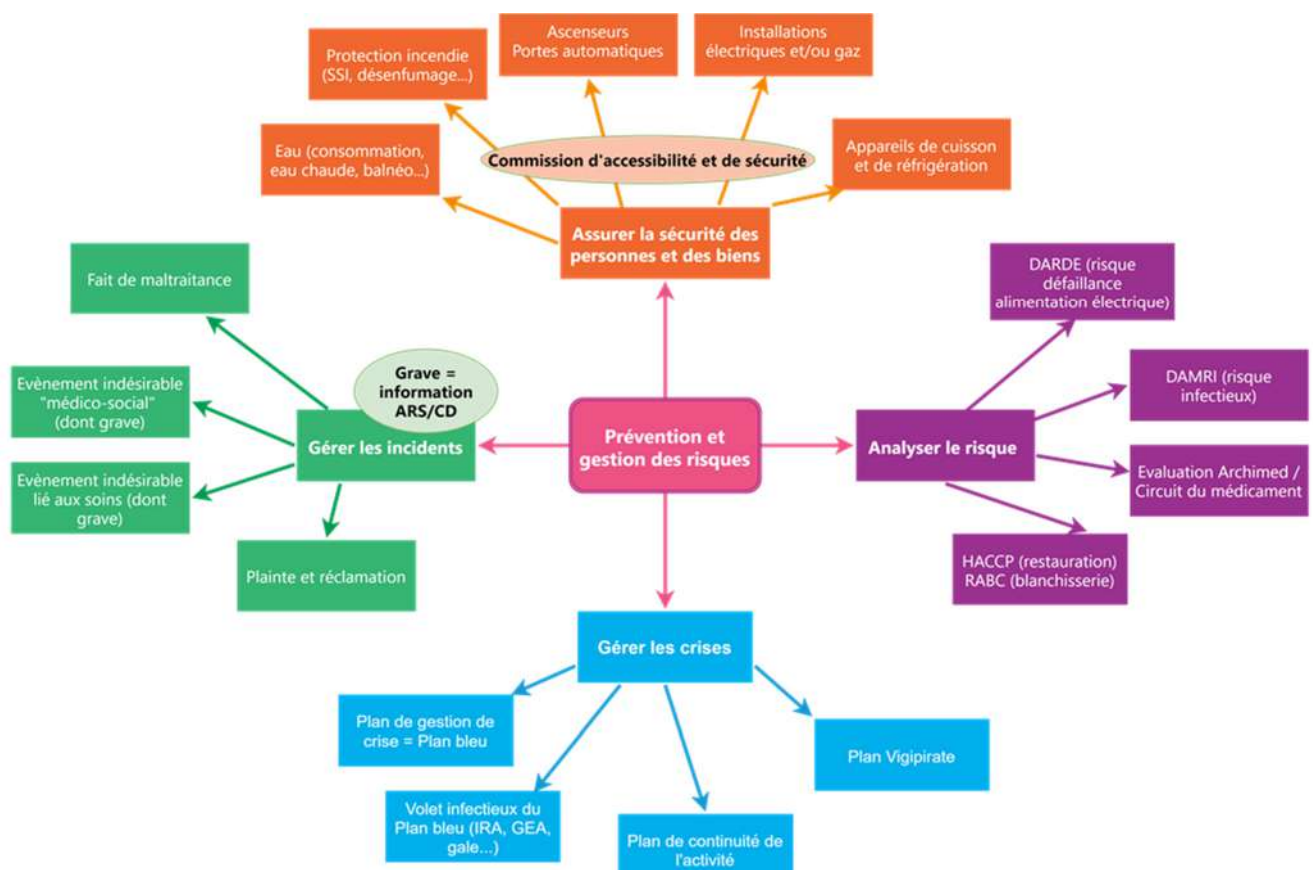 Ascenseurs
Portes automatiques
Installations
électriques et/ou gaz
Protection incendie
(SSI, désenfumage...)
Eau (consommation,
eau chaude, balnéo...)
Commission d'accessibilité et de sécurité
Appareils de cuisson
et de réfrigération
Assurer la sécurité des
personnes et des biens
Fait de maltraitance
Evènement indésirable
"médico-social"
(dont grave)
Evènement indésirable
lié aux soins (dont
grave)
Grave =
information
ARS/CD
Gérer les incidents
Plainte et réclamation
Prévention et
gestion des risques
Analyser le risque
DARDE (risque
défaillance
alimentation électrique)
DAMRI (risque
infectieux)
Evaluation Archimed /
Circuit du médicament
HACCP (restauration)
RABC (blanchisserie)
Gérer les crises
Plan de gestion de
crise = Plan bleu
Volet infectieux du
Plan bleu (IRA, GEA,
gale...)
Plan de continuité de
l'activité
Plan Vigipirate